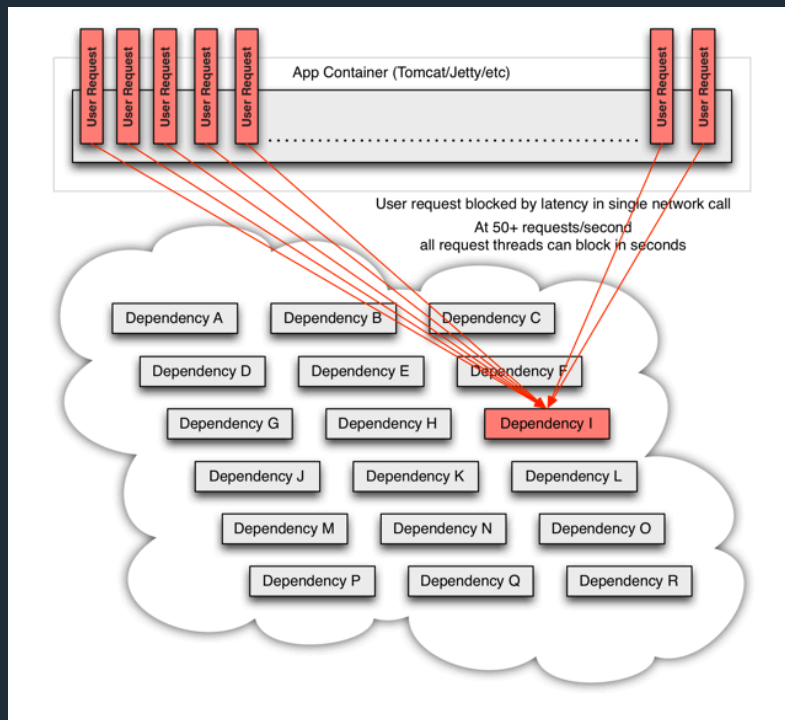 User Request
User Request
User Request
User Request
User Request
User Request
User Request
App Container (Tomcat/Jetty/etc)
User request blocked by latency in single network call
At 50+ requests/second
all request threads can block in seconds
Dependency A
Dependency B
Dependency C
Dependency D
Dependency E
Dependency F
Dependency G
Dependency H
Dependency I
Dependency J
Dependency K
Dependency L
Dependency M
Dependency N
Dependency O
Dependency P
Dependency Q
Dependency R